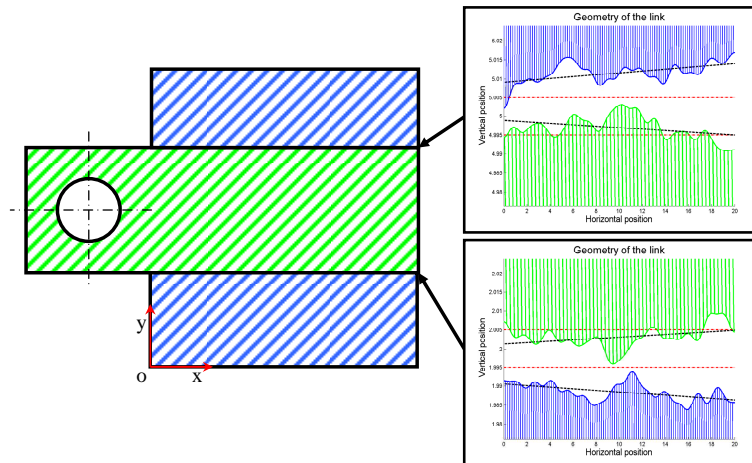 Geometry of the link
6.02
5.015
5.01
5.005
5
4.995
4.99
4.985
4.98
Vertical position
0 2 4 6 8 10 12 14 16 18 20
Horizontal position
Geometry of the link
2.02
2.015
2.01
2.005
2
1.995
1.99
1.985
1.98
Vertical position
0 2 4 6 8 10 12 14 16 18 20
Horizontal position
y
o
x